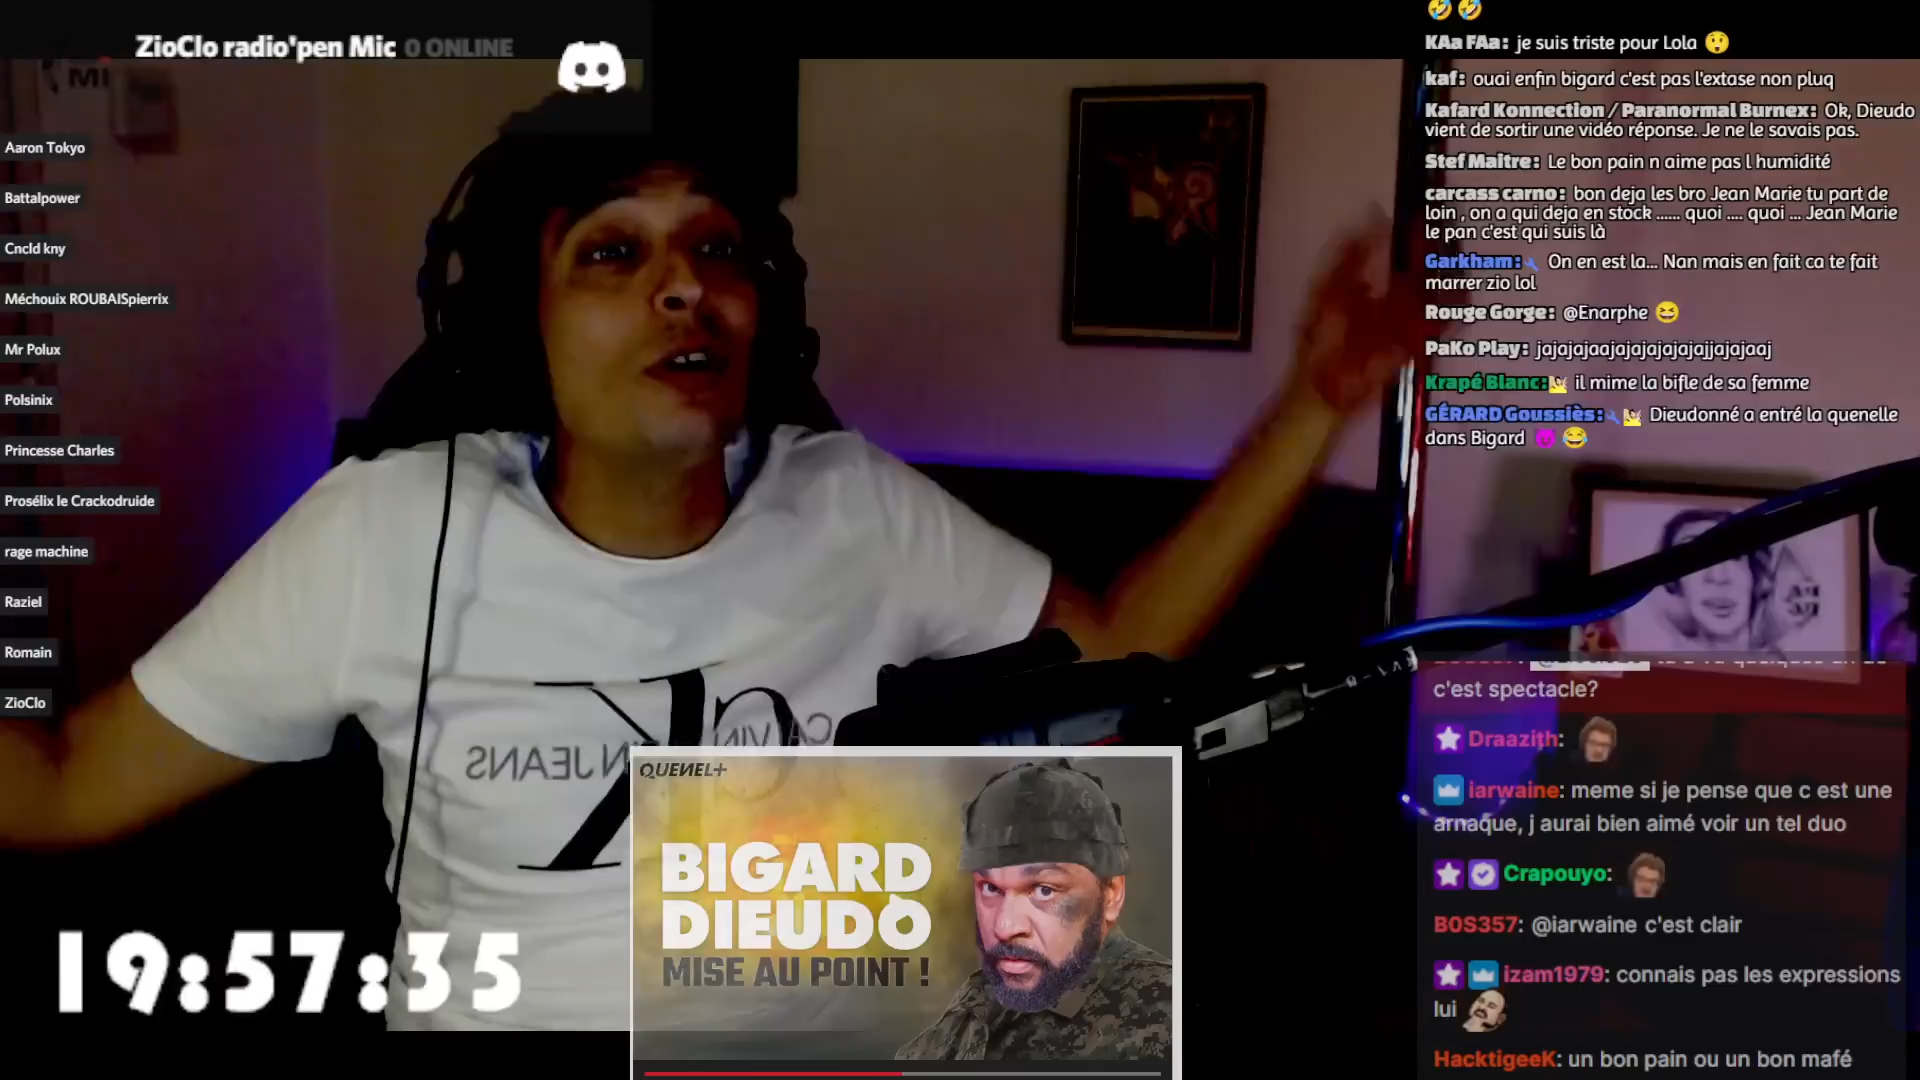 ZioClo radio'pen Mic 0 ONLINE
MI
Aaron Tokyo
Battalpower
Cncld kny
Méchouix ROUBAISpierrix
Mr Polux
Polsinix
Princesse Charles
Prosélix le Crackodruide
rage machine
Raziel
Romain
ZioClo
19:57:35
CALVIN KLEIN JEANS
QUENEL+
BIGARD
DIEUDO
MISE AU POINT !
🤣 🤣
KAa FAa: je suis triste pour Lola 😲
kaf: ouai enfin bigard c'est pas l'extase non pluq
Kafard Konnection / Paranormal Burnex: Ok, Dieudo
vient de sortir une vidéo réponse. Je ne le savais pas.
Stef Maitre: Le bon pain n aime pas l humidité
carcass carno: bon deja les bro Jean Marie tu part de
loin , on a qui deja en stock ...... quoi .... quoi ... Jean Marie
le pan c'est qui suis là
Garkham: On en est la... Nan mais en fait ca te fait
marrer zio lol
Rouge Gorge: @Enarphe 😆
PaKo Play: jajajajaajajajajajajjajajaaj
Krapé Blanc: il mime la bifle de sa femme
GÉRARD Goussiès: Dieudonné a entré la quenelle
dans Bigard 😈 😂
c'est spectacle?
Draazith:
iarwaine: meme si je pense que c est une
arnaque, j aurai bien aimé voir un tel duo
Crapouyo:
B0S357: @iarwaine c'est clair
izam1979: connais pas les expressions
lui
HacktigeeK: un bon pain ou un bon mafé